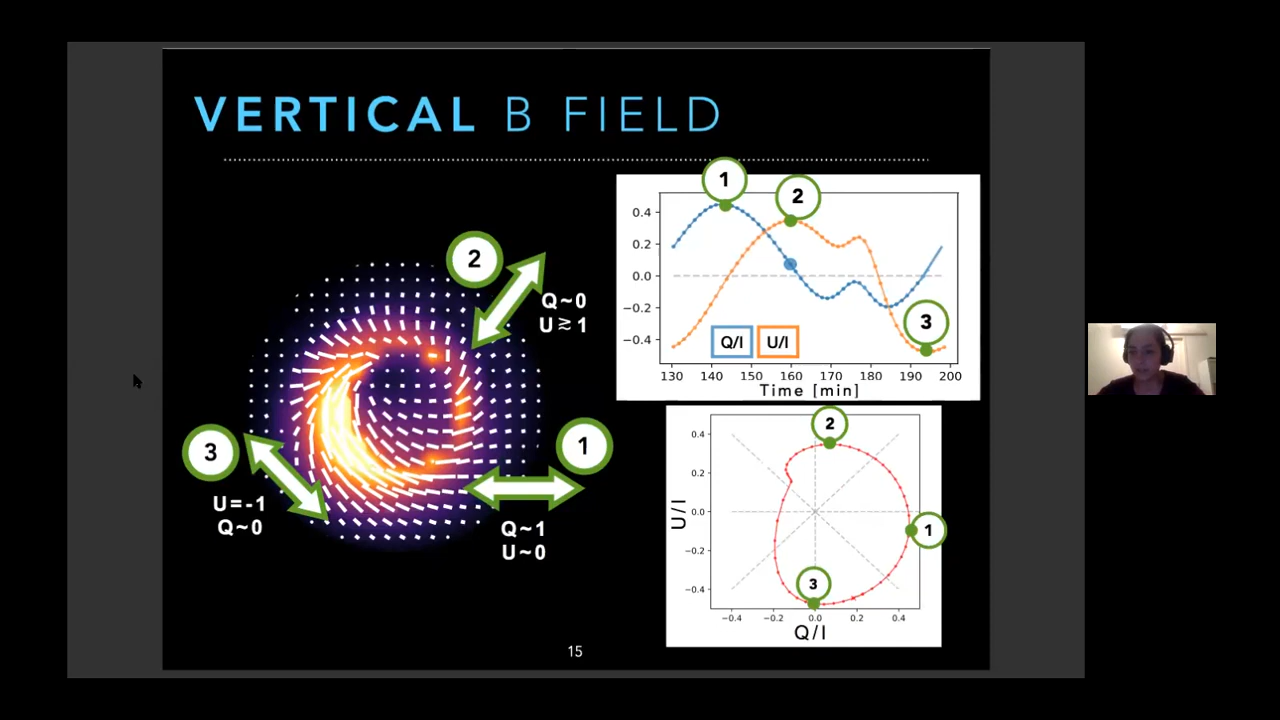 VERTICAL B FIELD
1
2
0.4
0.2
0.0
−0.2
−0.4
3
Q/I
U/I
130 140 150 160 170 180 190 200
Time [min]
2
Q~0
U≳1
3
U=-1
Q~0
1
Q~1
U~0
2
0.4
0.2
0.0
−0.2
−0.4
U/I
1
3
−0.4 −0.2 0.0 0.2 0.4
Q/I
15